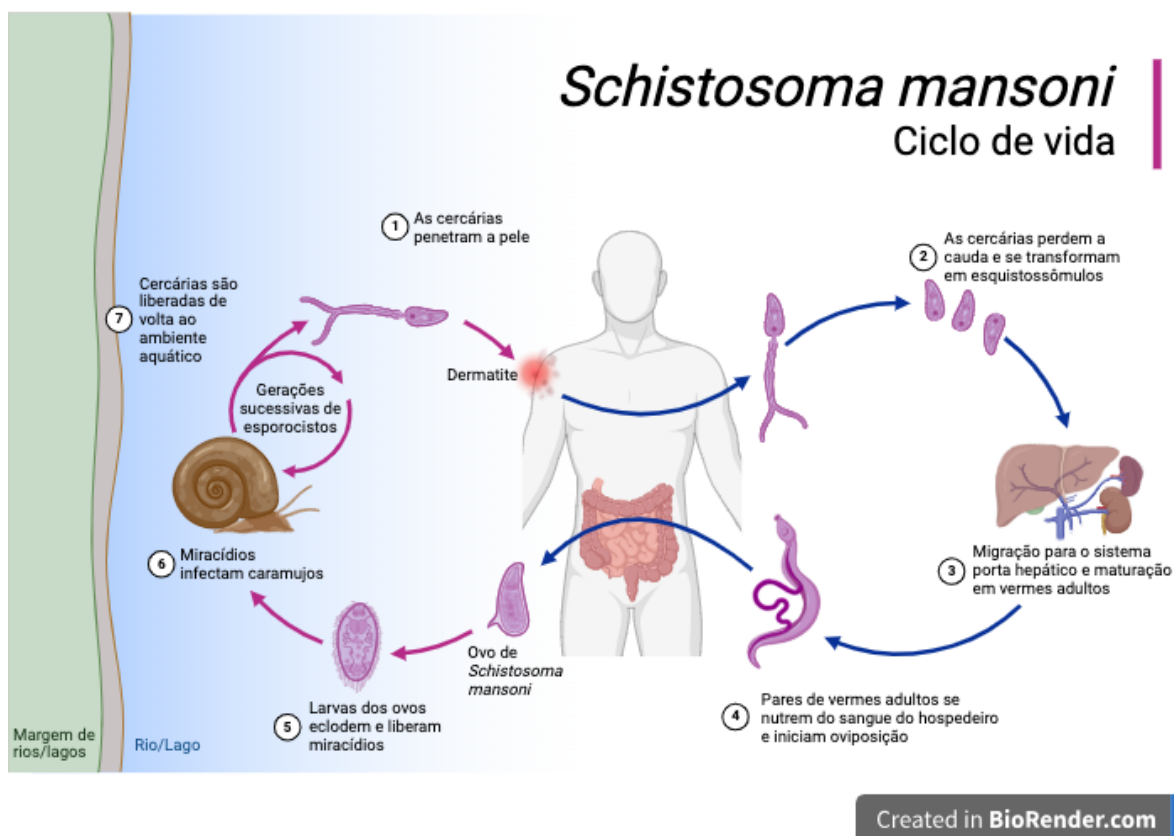 Schistosoma mansoni
Ciclo de vida
1
As cercárias
penetram a pele
2
As cercárias perdem a
cauda e se transformam
em esquistossômulos
7
Cercárias são
liberadas de
volta ao
ambiente
aquático
Dermatite
Gerações
sucessivas de
esporocistos
6
Miracídios
infectam caramujos
3
Migração para o sistema
porta hepático e maturação
em vermes adultos
Ovo de
Schistosoma
mansoni
5
Larvas dos ovos
eclodem e liberam
miracídios
4
Pares de vermes adultos se
nutrem do sangue do hospedeiro
e iniciam oviposição
Margem de
rios/lagos
Rio/Lago
Created in BioRender.com